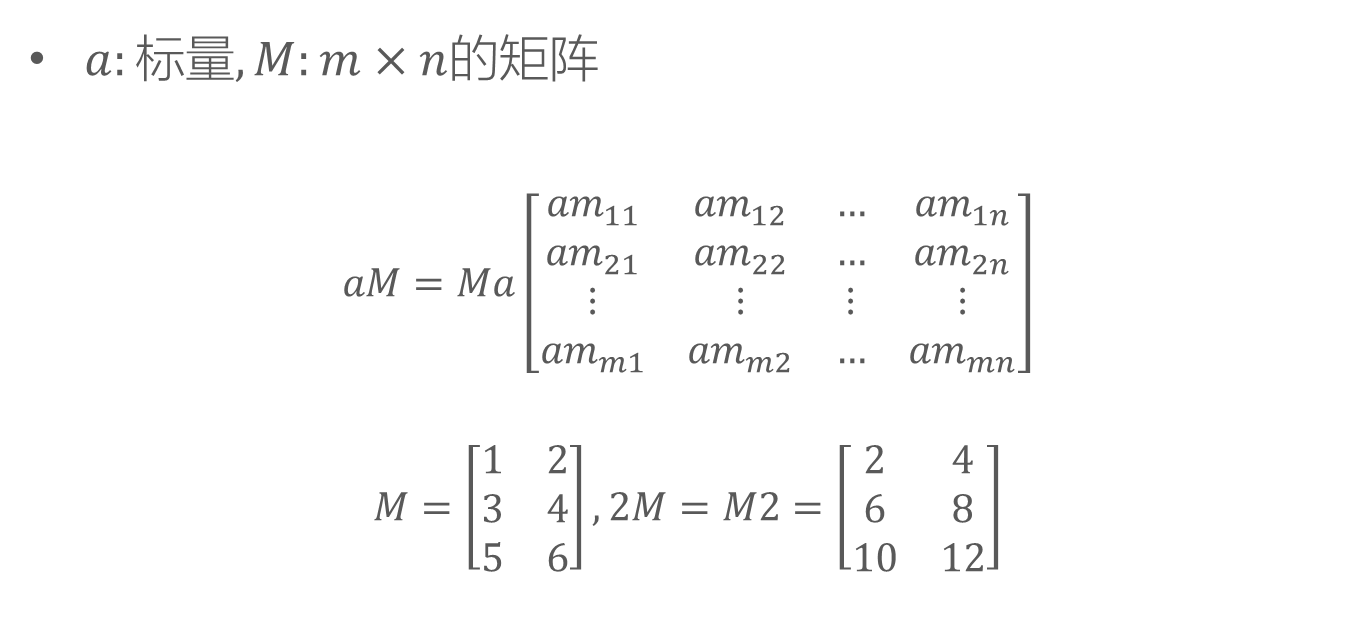 • a: 标量, M: m × n的矩阵
am₁₁ am₁₂ … am₁ₙ
am₂₁ am₂₂ … am₂ₙ
aM = Ma
⋮ ⋮ ⋮ ⋮
amₘ₁ amₘ₂ … amₘₙ
1 2
M = [3 4], 2M = M2 = [6 8]
5 6
2 4
10 12